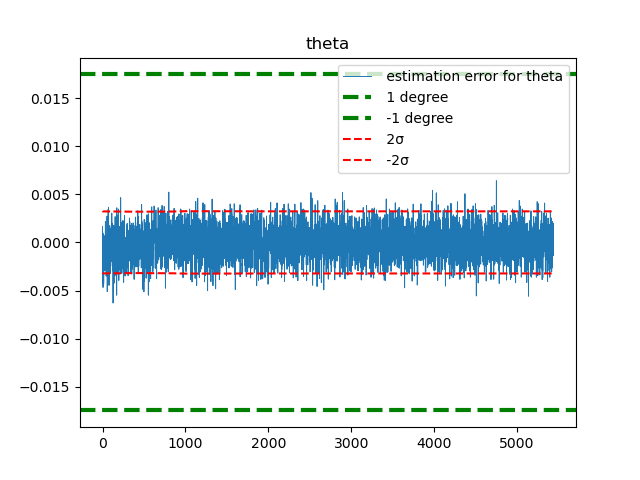 theta
estimation error for theta
1 degree
-1 degree
2σ
-2σ
0.015
0.010
0.005
0.000
−0.005
−0.010
−0.015
0 1000 2000 3000 4000 5000